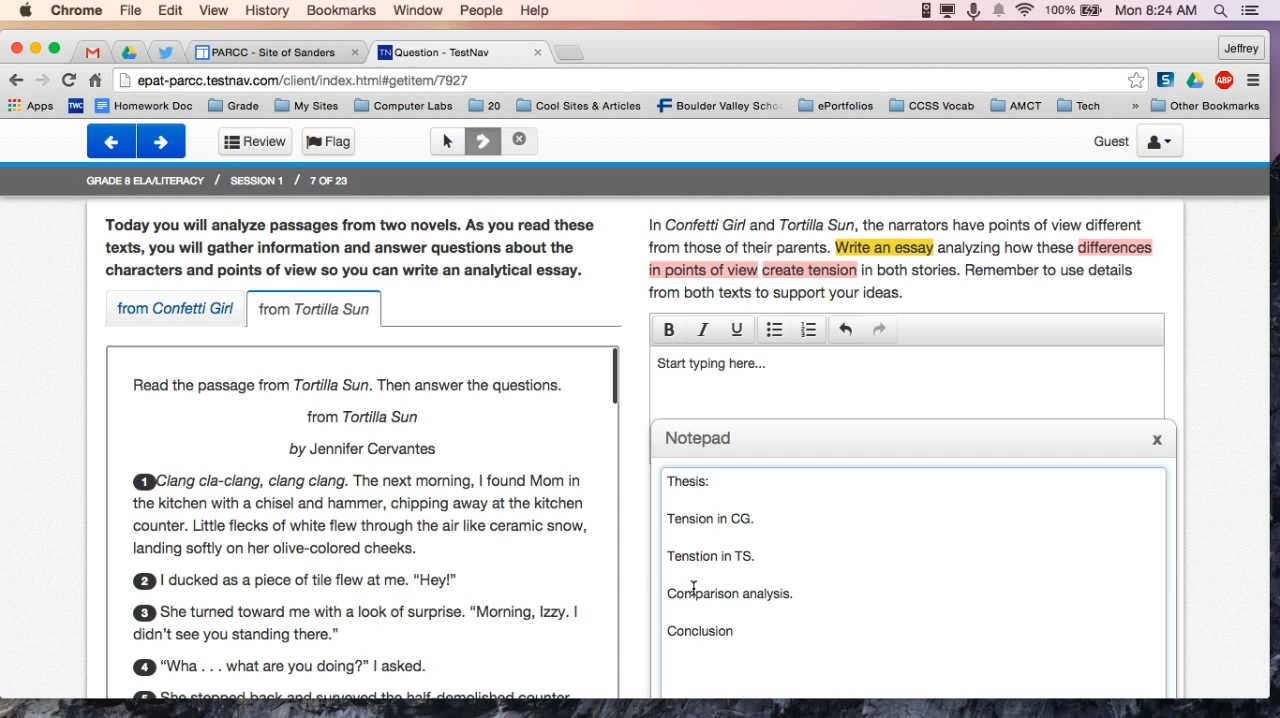 Chrome File Edit View History Bookmarks Window People Help 100% Mon 8:24 AM
PARCC - Site of Sanders × TN Question - TestNav × Jeffrey
epat-parcc.testnav.com/client/index.html#getitem/7927 S ABP
Apps TWC Homework Doc Grade My Sites Computer Labs 20 Cool Sites & Articles Boulder Valley Scho ePortfolios CCSS Vocab AMCT Tech » Other Bookmarks
Review Flag Guest
GRADE 8 ELA/LITERACY / SESSION 1 / 7 OF 23
Today you will analyze passages from two novels. As you read these
texts, you will gather information and answer questions about the
characters and points of view so you can write an analytical essay.
from Confetti Girl from Tortilla Sun
Read the passage from Tortilla Sun. Then answer the questions.
from Tortilla Sun
by Jennifer Cervantes
1 Clang cla-clang, clang clang. The next morning, I found Mom in
the kitchen with a chisel and hammer, chipping away at the kitchen
counter. Little flecks of white flew through the air like ceramic snow,
landing softly on her olive-colored cheeks.
2 I ducked as a piece of tile flew at me. “Hey!”
3 She turned toward me with a look of surprise. “Morning, Izzy. I
didn’t see you standing there.”
4 “Wha . . . what are you doing?” I asked.
5 She stepped back and surveyed the half-demolished counter.
In Confetti Girl and Tortilla Sun, the narrators have points of view different
from those of their parents. Write an essay analyzing how these differences
in points of view create tension in both stories. Remember to use details
from both texts to support your ideas.
B I U
Start typing here...
Notepad x
Thesis:
Tension in CG.
Tenstion in TS.
Comparison analysis.
Conclusion